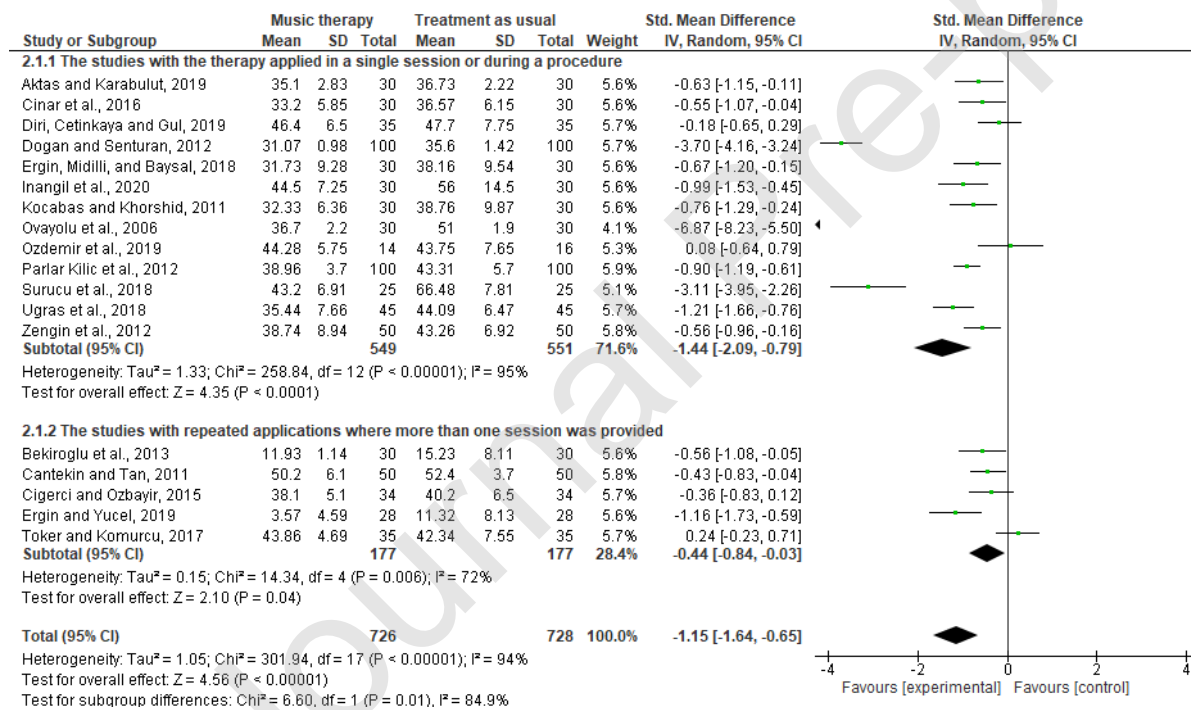 Music therapy Treatment as usual Std. Mean Difference Std. Mean Difference
Study or Subgroup Mean SD Total Mean SD Total Weight IV, Random, 95% CI IV, Random, 95% CI
2.1.1 The studies with the therapy applied in a single session or during a procedure
Aktas and Karabulut, 2019 35.1 2.83 30 36.73 2.22 30 5.6% -0.63 [-1.15, -0.11]
Cinar et al., 2016 33.2 5.85 30 36.57 6.15 30 5.6% -0.55 [-1.07, -0.04]
Diri, Cetinkaya and Gul, 2019 46.4 6.5 35 47.7 7.75 35 5.7% -0.18 [-0.65, 0.29]
Dogan and Senturan, 2012 31.07 0.98 100 35.6 1.42 100 5.7% -3.70 [-4.16, -3.24]
Ergin, Midilli, and Baysal, 2018 31.73 9.28 30 38.16 9.54 30 5.6% -0.67 [-1.20, -0.15]
Inangil et al., 2020 44.5 7.25 30 56 14.5 30 5.6% -0.99 [-1.53, -0.45]
Kocabas and Khorshid, 2011 32.33 6.36 30 38.76 9.87 30 5.6% -0.76 [-1.29, -0.24]
Ovayolu et al., 2006 36.7 2.2 30 51 1.9 30 4.1% -6.87 [-8.23, -5.50]
Ozdemir et al., 2019 44.28 5.75 14 43.75 7.65 16 5.3% 0.08 [-0.64, 0.79]
Parlar Kilic et al., 2012 38.96 3.7 100 43.31 5.7 100 5.9% -0.90 [-1.19, -0.61]
Surucu et al., 2018 43.2 6.91 25 66.48 7.81 25 5.1% -3.11 [-3.95, -2.26]
Ugras et al., 2018 35.44 7.66 45 44.09 6.47 45 5.7% -1.21 [-1.66, -0.76]
Zengin et al., 2012 38.74 8.94 50 43.26 6.92 50 5.8% -0.56 [-0.96, -0.16]
Subtotal (95% CI) 549 551 71.6% -1.44 [-2.09, -0.79]
Heterogeneity: Tau² = 1.33; Chi² = 258.84, df = 12 (P < 0.00001); I² = 95%
Test for overall effect: Z = 4.35 (P < 0.0001)
2.1.2 The studies with repeated applications where more than one session was provided
Bekiroglu et al., 2013 11.93 1.14 30 15.23 8.11 30 5.6% -0.56 [-1.08, -0.05]
Cantekin and Tan, 2011 50.2 6.1 50 52.4 3.7 50 5.8% -0.43 [-0.83, -0.04]
Cigerci and Ozbayir, 2015 38.1 5.1 34 40.2 6.5 34 5.7% -0.36 [-0.83, 0.12]
Ergin and Yucel, 2019 3.57 4.59 28 11.32 8.13 28 5.6% -1.16 [-1.73, -0.59]
Toker and Komurcu, 2017 43.86 4.69 35 42.34 7.55 35 5.7% 0.24 [-0.23, 0.71]
Subtotal (95% CI) 177 177 28.4% -0.44 [-0.84, -0.03]
Heterogeneity: Tau² = 0.15; Chi² = 14.34, df = 4 (P = 0.006); I² = 72%
Test for overall effect: Z = 2.10 (P = 0.04)
Total (95% CI) 726 728 100.0% -1.15 [-1.64, -0.65]
Heterogeneity: Tau² = 1.05; Chi² = 301.94, df = 17 (P < 0.00001); I² = 94%
Test for overall effect: Z = 4.56 (P < 0.00001)
Test for subgroup differences: Chi² = 6.60, df = 1 (P = 0.01), I² = 84.9%
-4 -2 0 2 4
Favours [experimental] Favours [control]
Journal Pre-p